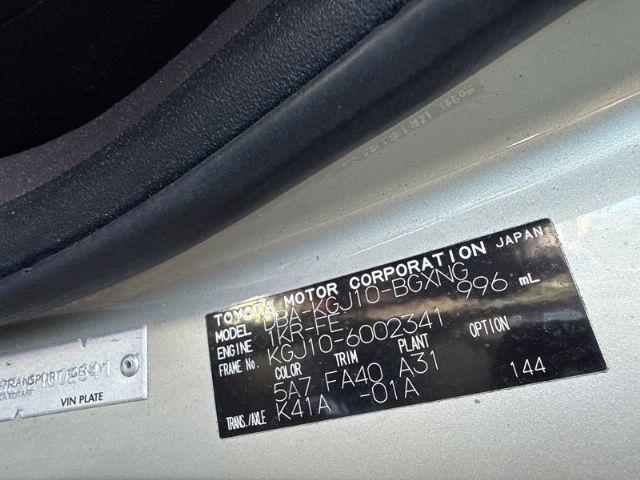 TOYOTA MOTOR CORPORATION JAPAN
MODEL DBA-KGJ10-BGXNG
ENGINE 1KR-FE 996 mL
FRAME No. KGJ10-6002341
COLOR TRIM PLANT OPTION
5A7 FA40 A31
TRANS./AXLE K41A -01A 144
VIN PLATE